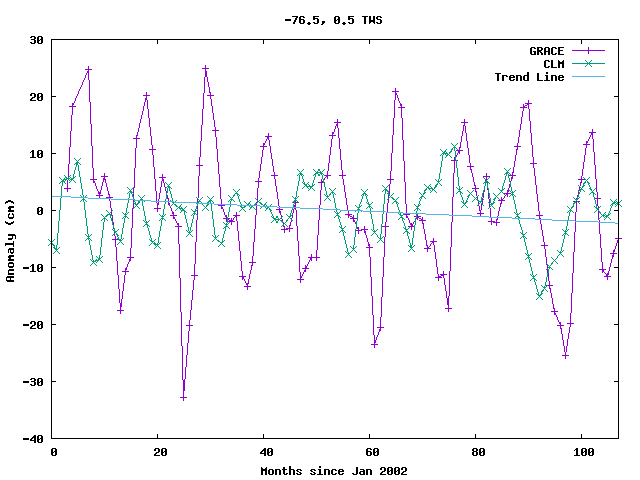 -76.5, 0.5 TWS
GRACE
CLM
Trend Line
30
20
10
0
-10
-20
-30
-40
Anomaly (cm)
0 20 40 60 80 100
Months since Jan 2002